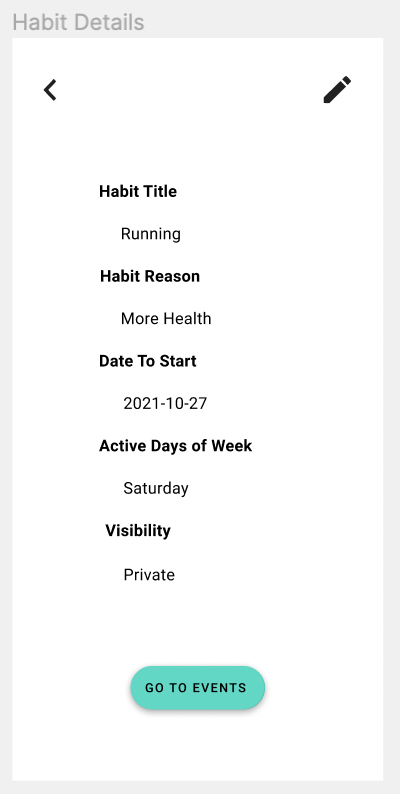 Habit Details
Habit Title
Running
Habit Reason
More Health
Date To Start
2021-10-27
Active Days of Week
Saturday
Visibility
Private
GO TO EVENTS